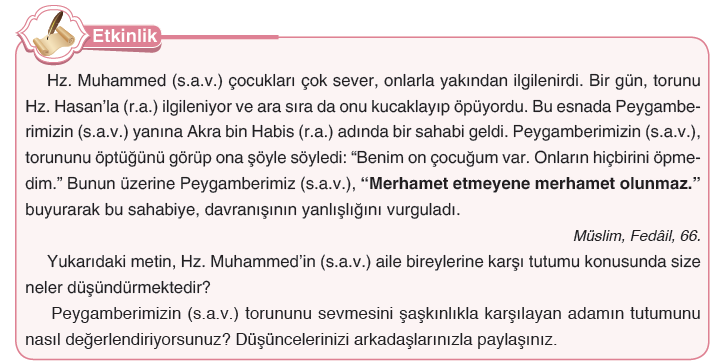 Etkinlik
Hz. Muhammed (s.a.v.) çocukları çok sever, onlarla yakından ilgilenirdi. Bir gün, torunu
Hz. Hasan’la (r.a.) ilgileniyor ve ara sıra da onu kucaklayıp öpüyordu. Bu esnada Peygambe-
rimizin (s.a.v.) yanına Akra bin Habis (r.a.) adında bir sahabi geldi. Peygamberimizin (s.a.v.),
torununu öptüğünü görüp ona şöyle söyledi: “Benim on çocuğum var. Onların hiçbirini öpme-
dim.” Bunun üzerine Peygamberimiz (s.a.v.), “Merhamet etmeyene merhamet olunmaz.”
buyurarak bu sahabiye, davranışının yanlışlığını vurguladı.
Müslim, Fedâil, 66.
Yukarıdaki metin, Hz. Muhammed’in (s.a.v.) aile bireylerine karşı tutumu konusunda size
neler düşündürmektedir?
Peygamberimizin (s.a.v.) torununu sevmesini şaşkınlıkla karşılayan adamın tutumunu
nasıl değerlendiriyorsunuz? Düşüncelerinizi arkadaşlarınızla paylaşınız.